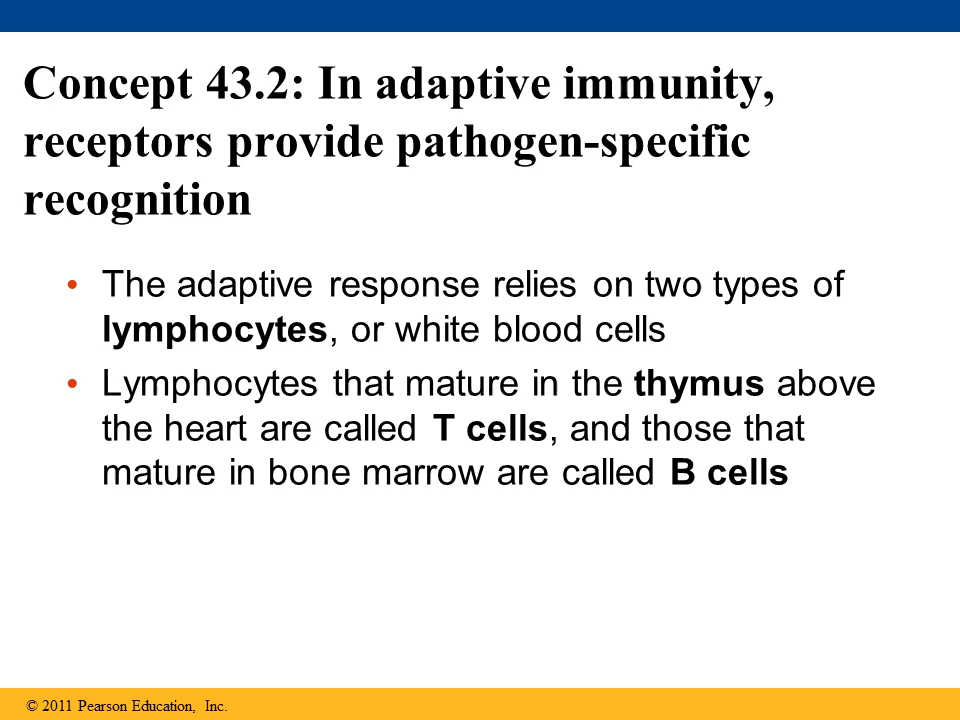 Concept 43.2: In adaptive immunity,
receptors provide pathogen-specific
recognition
• The adaptive response relies on two types of
lymphocytes, or white blood cells
• Lymphocytes that mature in the thymus above
the heart are called T cells, and those that
mature in bone marrow are called B cells
© 2011 Pearson Education, Inc.